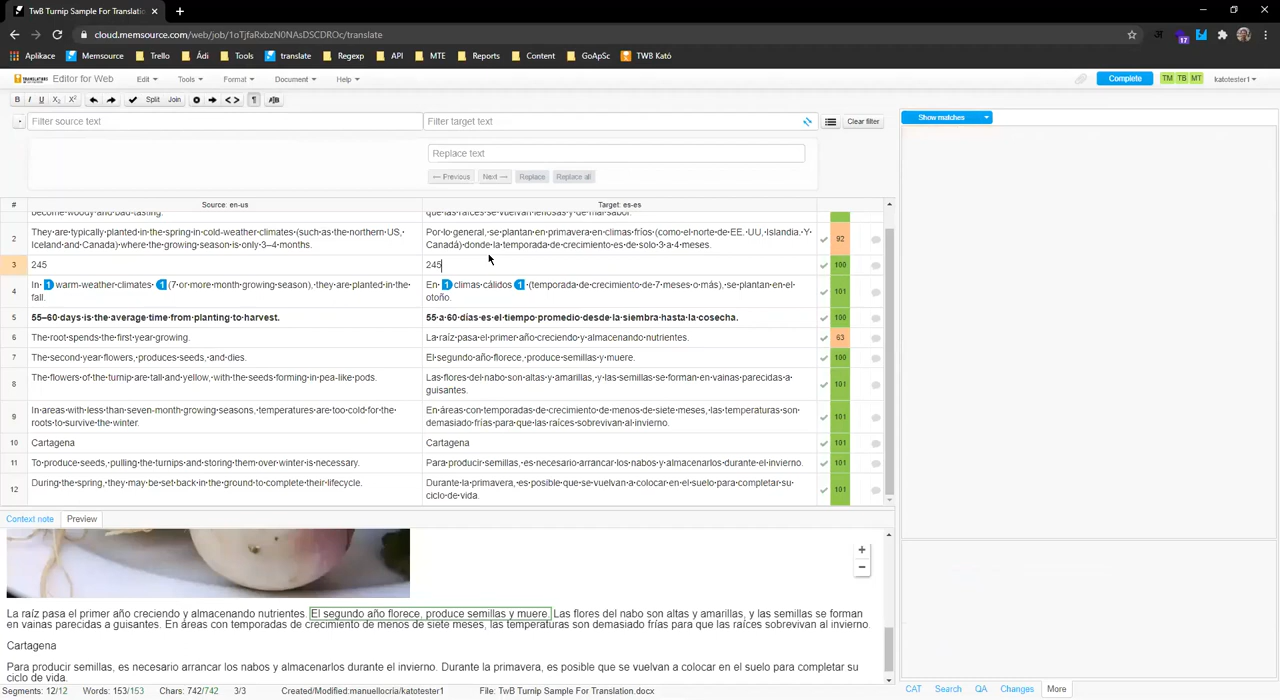 TwB Turnip Sample For Translatio
cloud.memsource.com/web/job/1oTjfaRxbzN0NAsDSCDROc/translate
17
Aplikace Memsource Trello Ádi Tools translate Regexp API MTE Reports Content GoApSc TWB Kató
Editor for Web Edit Tools Format Document Help Complete TM TB MT katotester1
B I U X₂ X² Split Join ¶
Filter source text Filter target text Clear filter Show matches
Replace text
← Previous Next → Replace Replace all
# Source: en-us Target: es-es
become·woody·and·bad-tasting. que·las·raíces·se·vuelvan·leñosas·y·de·mal·sabor.
2 They·are·typically·planted·in·the·spring·in·cold-weather·climates·(such·as·the·northern·US,· Por·lo·general,·se·plantan·en·primavera·en·climas·fríos·(como·el·norte·de·EE.·UU,·Islandia,·Y· 92
Iceland·and·Canada)·where·the·growing·season·is·only·3–4·months. Canadá)·donde·la·temporada·de·crecimiento·es·de·solo·3·a·4·meses.
3 245 245 100
4 In· 1 warm-weather·climates· 1 (7·or·more·month·growing·season),·they·are·planted·in·the· En· 1 climas·cálidos 1 ·(temporada·de·crecimiento·de·7·meses·o·más),·se·plantan·en·el· 101
fall. otoño.
5 55–60·days·is·the·average·time·from·planting·to·harvest. 55·a·60·días·es·el·tiempo·promedio·desde·la·siembra·hasta·la·cosecha. 100
6 The·root·spends·the·first·year·growing. La·raíz·pasa·el·primer·año·creciendo·y·almacenando·nutrientes. 63
7 The·second·year·flowers,·produces·seeds,·and·dies. El·segundo·año·florece,·produce·semillas·y·muere. 100
8 The·flowers·of·the·turnip·are·tall·and·yellow,·with·the·seeds·forming·in·pea-like·pods. Las·flores·del·nabo·son·altas·y·amarillas,·y·las·semillas·se·forman·en·vainas·parecidas·a· 101
guisantes.
9 In·areas·with·less·than·seven-month·growing·seasons,·temperatures·are·too·cold·for·the· En·áreas·con·temporadas·de·crecimiento·de·menos·de·siete·meses,·las·temperaturas·son· 101
roots·to·survive·the·winter. demasiado·frías·para·que·las·raíces·sobrevivan·al·invierno.
10 Cartagena Cartagena 101
11 To·produce·seeds,·pulling·the·turnips·and·storing·them·over·winter·is·necessary. Para·producir·semillas,·es·necesario·arrancar·los·nabos·y·almacenarlos·durante·el·invierno. 101
12 During·the·spring,·they·may·be·set·back·in·the·ground·to·complete·their·lifecycle. Durante·la·primavera,·es·posible·que·se·vuelvan·a·colocar·en·el·suelo·para·completar·su· 101
ciclo·de·vida.
Context note Preview
+
−
La raíz pasa el primer año creciendo y almacenando nutrientes. El segundo año florece, produce semillas y muere. Las flores del nabo son altas y amarillas, y las semillas se forman
en vainas parecidas a guisantes. En áreas con temporadas de crecimiento de menos de siete meses, las temperaturas son demasiado frías para que las raíces sobrevivan al invierno.
Cartagena
Para producir semillas, es necesario arrancar los nabos y almacenarlos durante el invierno. Durante la primavera, es posible que se vuelvan a colocar en el suelo para completar su
ciclo de vida.
Segments: 12/12 Words: 153/153 Chars: 742/742 3/3 Created/Modified:manuellocria/katotester1 File: TwB Turnip Sample For Translation.docx CAT Search QA Changes More